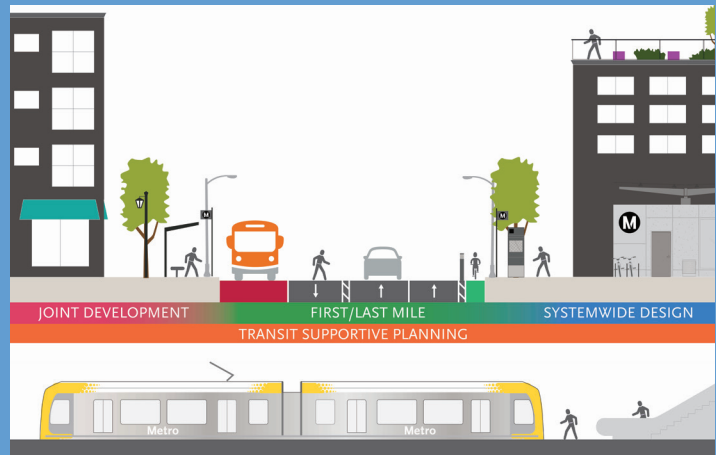 M
M
M
JOINT DEVELOPMENT FIRST/LAST MILE SYSTEMWIDE DESIGN
TRANSIT SUPPORTIVE PLANNING
Metro Metro